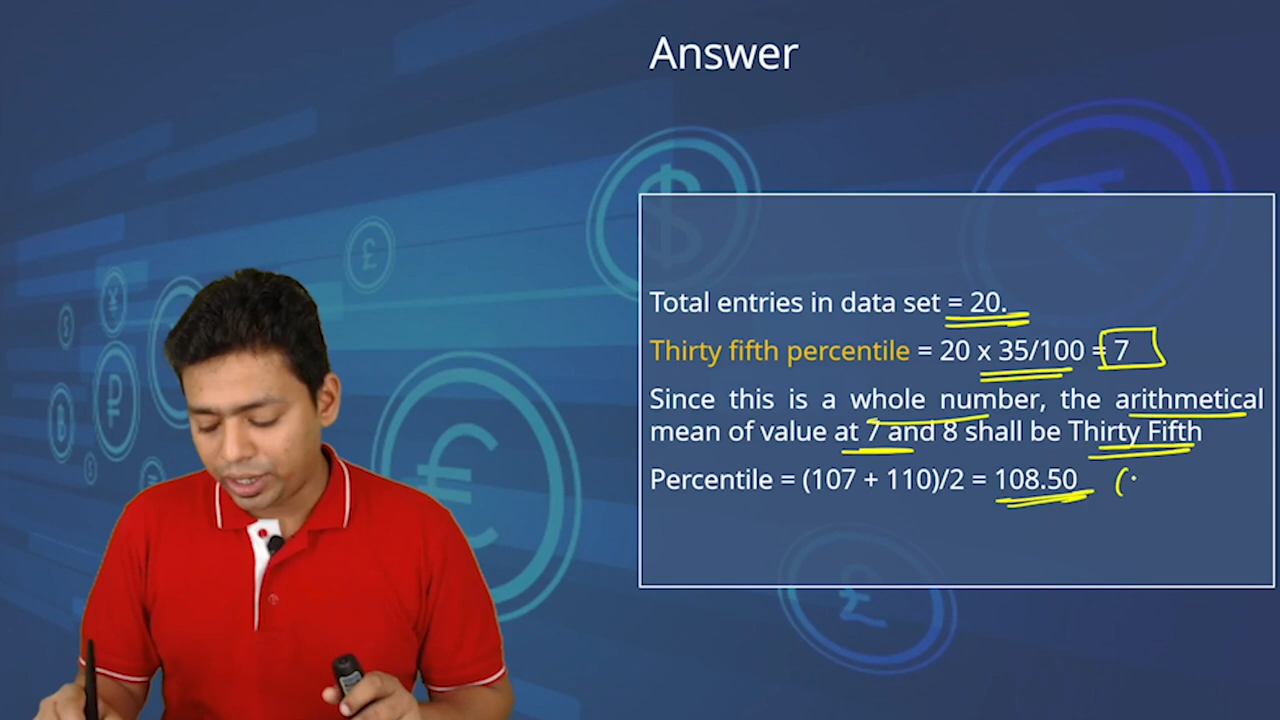 Answer
Total entries in data set = 20.
Thirty fifth percentile = 20 x 35/100 = 7
Since this is a whole number, the arithmetical
mean of value at 7 and 8 shall be Thirty Fifth
Percentile = (107 + 110)/2 = 108.50